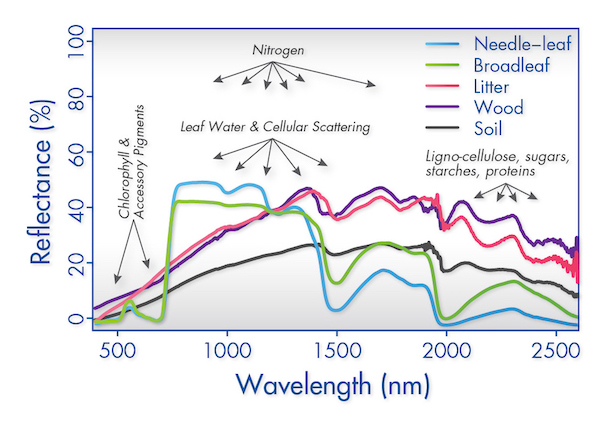 100
80
60
40
20
0
Reflectance (%)
Nitrogen
Leaf Water & Cellular Scattering
Chlorophyll &
Accessory Pigments
Needle–leaf
Broadleaf
Litter
Wood
Soil
Ligno-cellulose, sugars,
starches, proteins
500
1000
1500
2000
2500
Wavelength (nm)